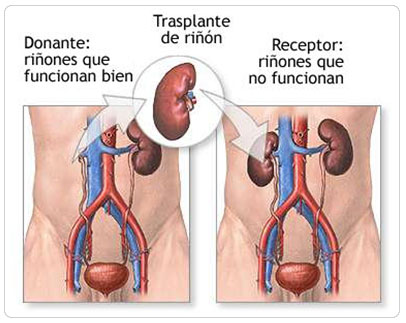 Trasplante
de riñón
Donante:
riñones que
funcionan bien
Receptor:
riñones que
no funcionan